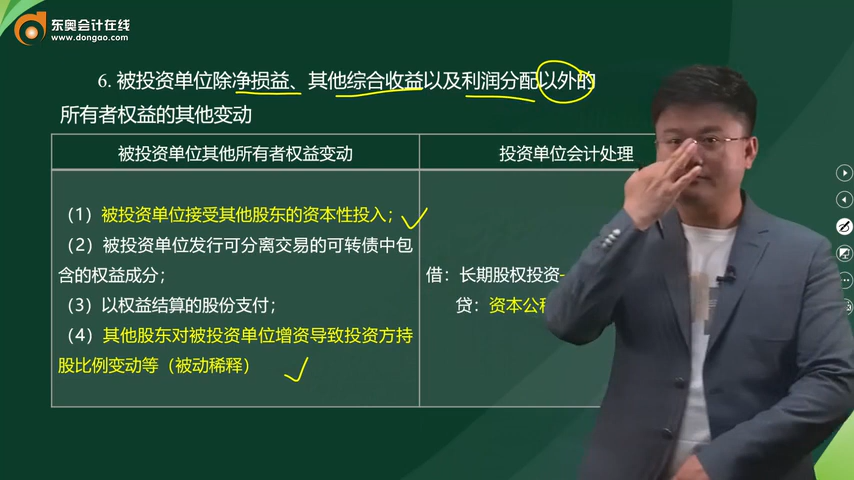 东奥会计在线
www.dongao.com
6. 被投资单位除净损益、其他综合收益以及利润分配以外的
所有者权益的其他变动
被投资单位其他所有者权益变动
投资单位会计处理
（1）被投资单位接受其他股东的资本性投入；
（2）被投资单位发行可分离交易的可转债中包
含的权益成分；
（3）以权益结算的股份支付；
（4）其他股东对被投资单位增资导致投资方持
股比例变动等（被动稀释）
借：长期股权投资
贷：资本公